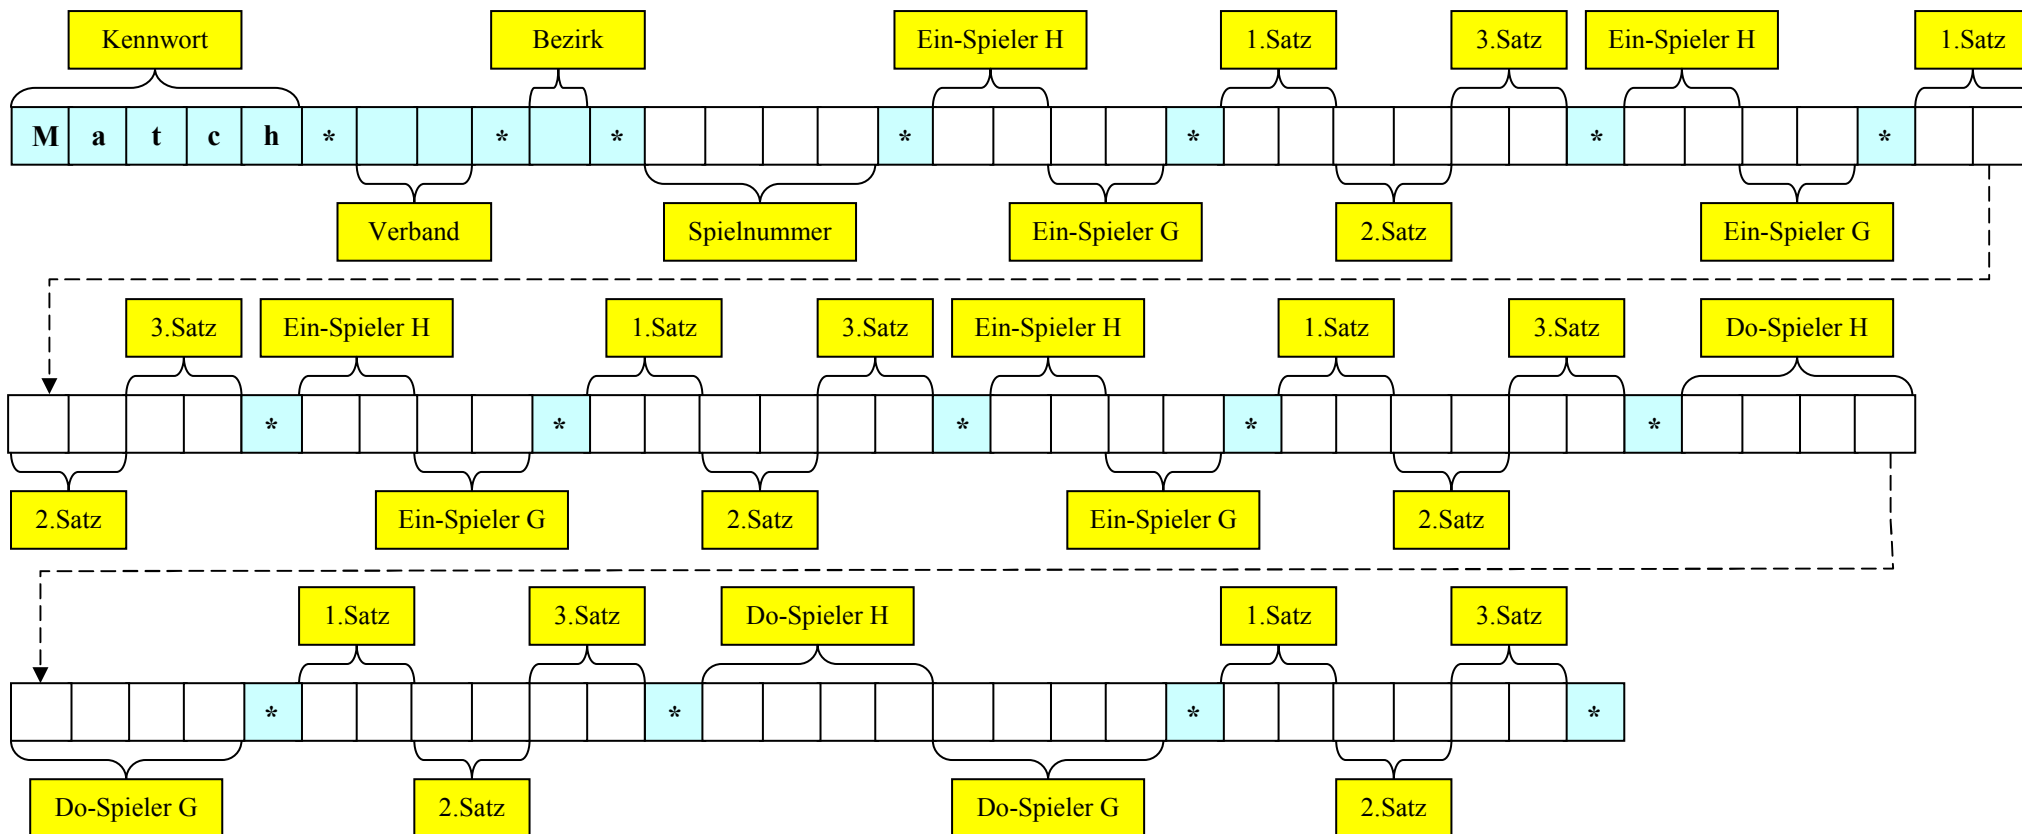 Kennwort Bezirk Ein-Spieler H 1.Satz 3.Satz Ein-Spieler H 1.Satz
M a t c h * * * * * * *
Verband Spielnummer Ein-Spieler G 2.Satz Ein-Spieler G
3.Satz Ein-Spieler H 1.Satz 3.Satz Ein-Spieler H 1.Satz 3.Satz Do-Spieler H
* * * * *
2.Satz Ein-Spieler G 2.Satz Ein-Spieler G 2.Satz
1.Satz 3.Satz Do-Spieler H 1.Satz 3.Satz
* * * *
Do-Spieler G 2.Satz Do-Spieler G 2.Satz